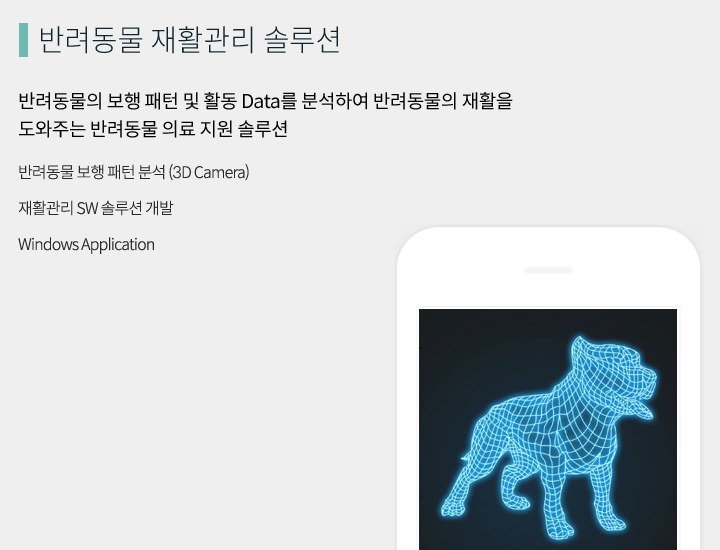 반려동물 재활관리 솔루션
반려동물의 보행 패턴 및 활동 Data를 분석하여 반려동물의 재활을
도와주는 반려동물 의료 지원 솔루션
반려동물 보행 패턴 분석 (3D Camera)
재활관리 SW 솔루션 개발
Windows Application